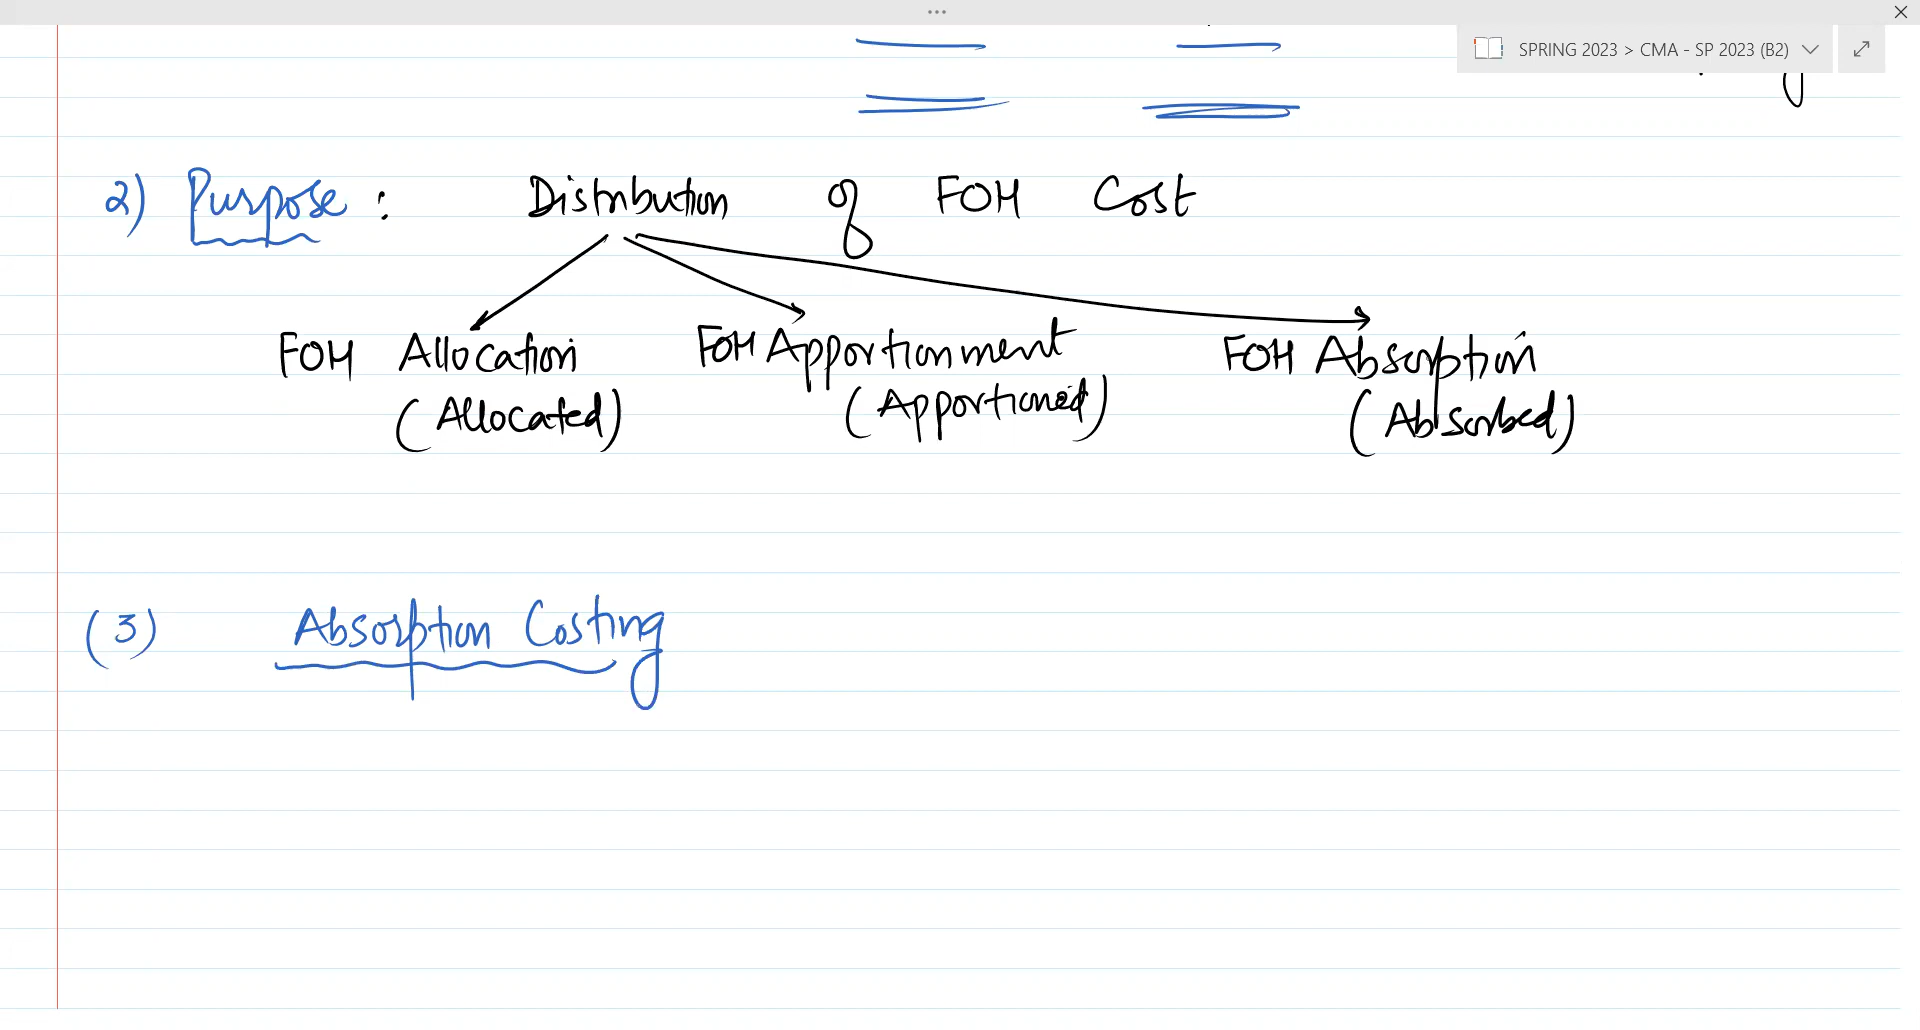 SPRING 2023 > CMA - SP 2023 (B2)
2) Purpose : Distribution of FOH Cost
FOH Allocation FOH Apportionment FOH Absorption
(Allocated) (Apportioned) (Absorbed)
(3) Absorption Costing